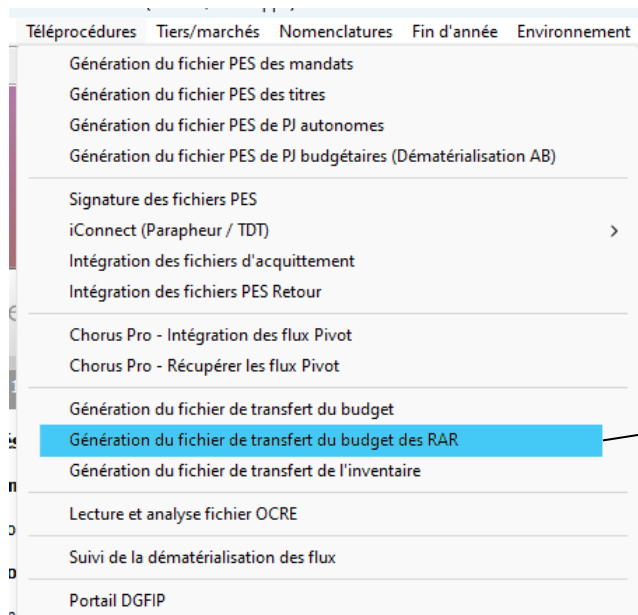 Téléprocédures Tiers/marchés Nomenclatures Fin d'année Environnement
Génération du fichier PES des mandats
Génération du fichier PES des titres
Génération du fichier PES de PJ autonomes
Génération du fichier PES de PJ budgétaires (Dématérialisation AB)
Signature des fichiers PES
iConnect (Parapheur / TDT)
Intégration des fichiers d'acquittement
Intégration des fichiers PES Retour
Chorus Pro - Intégration des flux Pivot
Chorus Pro - Récupérer les flux Pivot
Génération du fichier de transfert du budget
Génération du fichier de transfert du budget des RAR
Génération du fichier de transfert de l'inventaire
Lecture et analyse fichier OCRE
Suivi de la dématérialisation des flux
Portail DGFIP